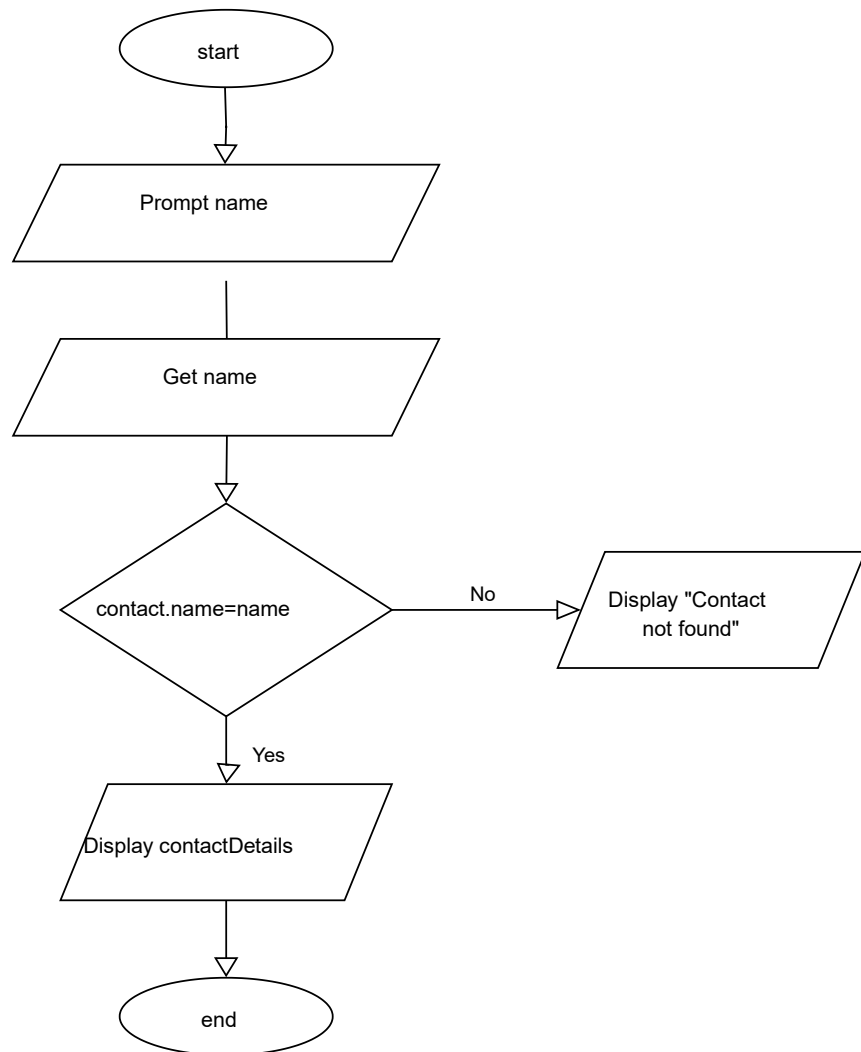 start
Prompt name
Get name
contact.name=name
No
Display "Contact
not found"
Yes
Display contactDetails
end